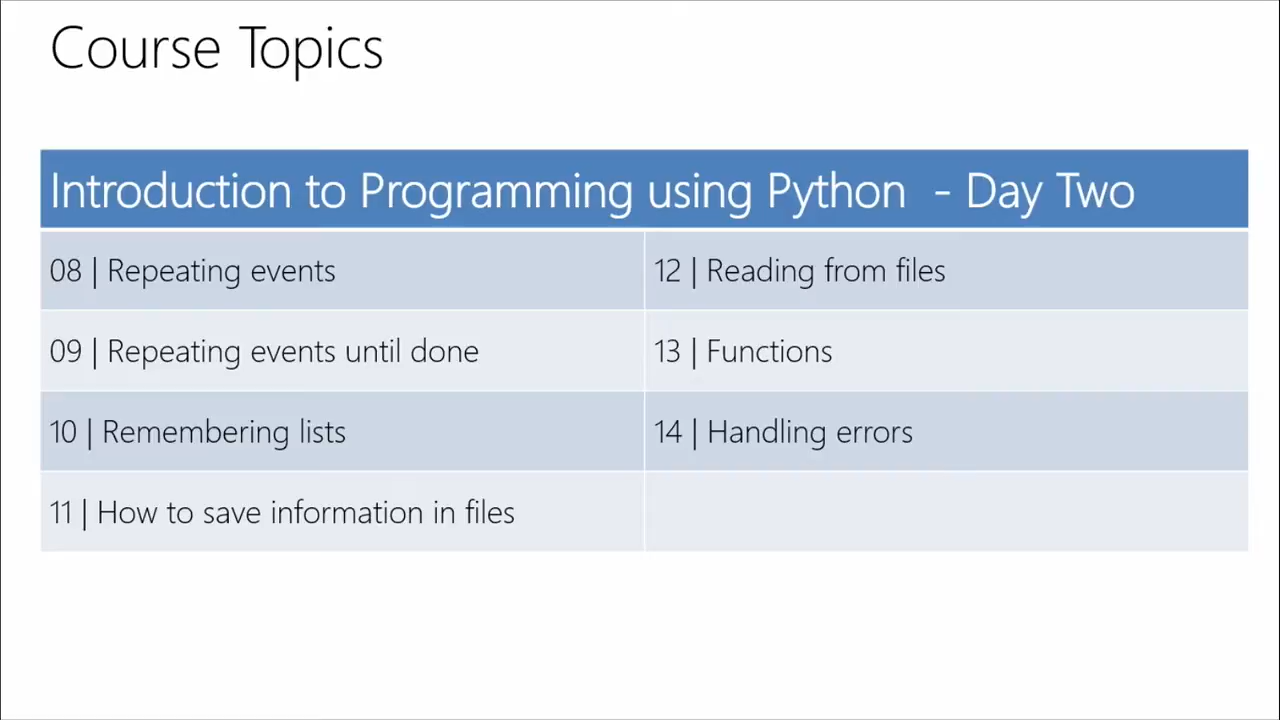 Course Topics
Introduction to Programming using Python - Day Two
08 | Repeating events
12 | Reading from files
09 | Repeating events until done
13 | Functions
10 | Remembering lists
14 | Handling errors
11 | How to save information in files